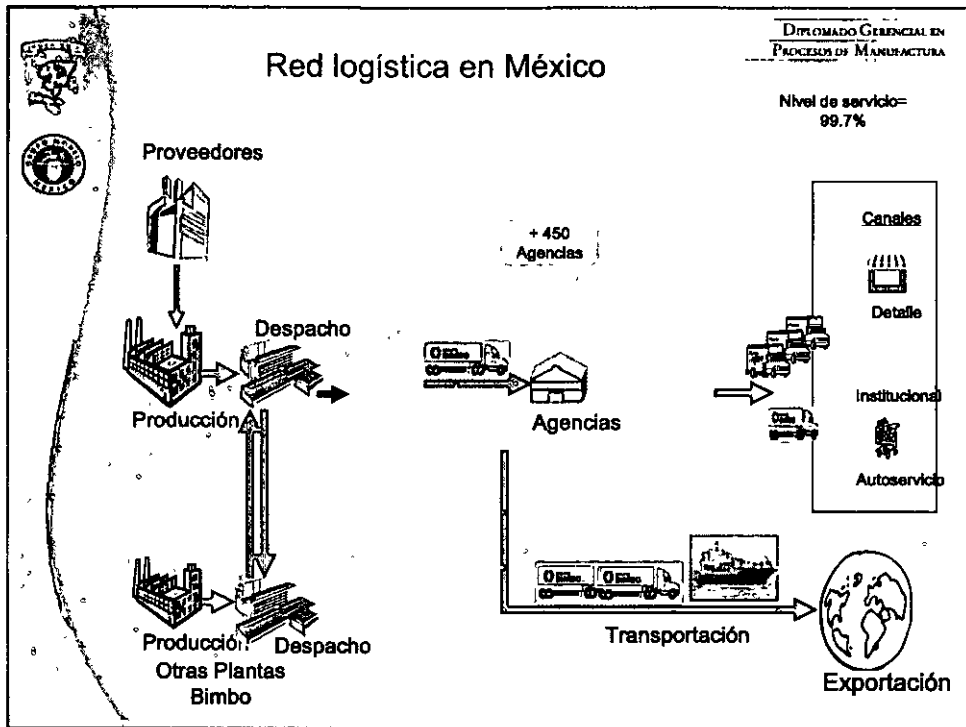 DIPLOMADO GERENCIAL EN
PROCESOS DE MANUFACTURA
Red logística en México
Nivel de servicio=
99.7%
Proveedores
+ 450
Agencias
Canales
Detalle
Despacho
Producción
Agencias
Institucional
Autoservicio
Producción
Despacho
Otras Plantas
Bimbo
Transportación
Exportación